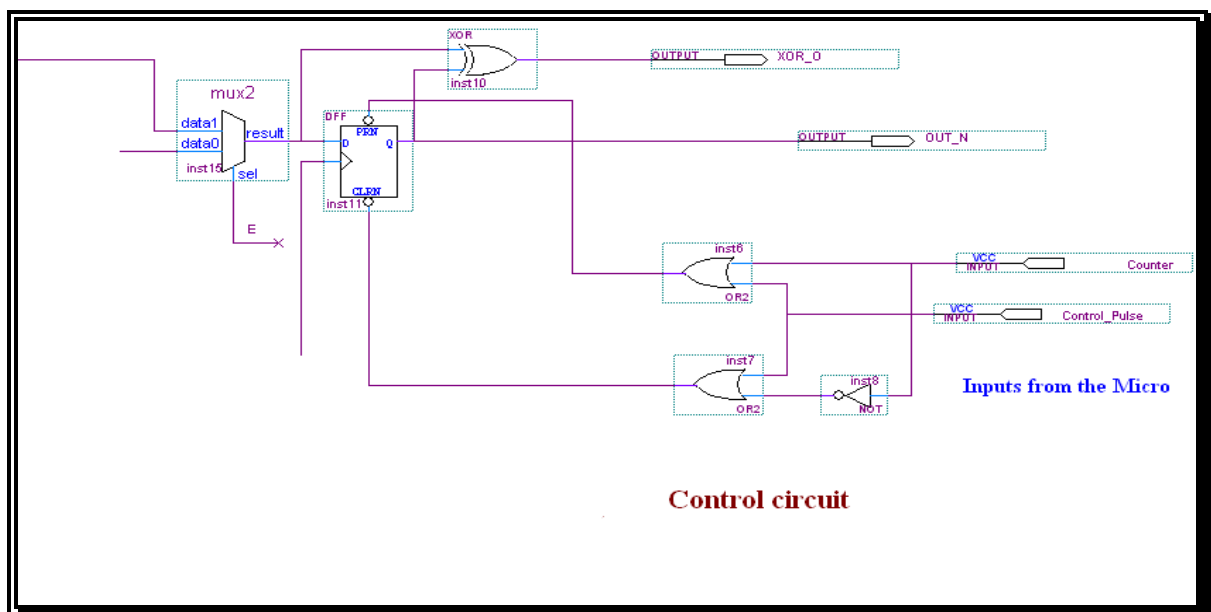 XOR
inst10
OUTPUT
XOR_O
mux2
data1
data0
result
inst15
sel
E
DFF
PRN
D
Q
CLRN
inst11
OUTPUT
OUT_N
inst6
OR2
VCC
INPUT
Counter
VCC
INPUT
Control_Pulse
inst7
OR2
inst8
NOT
Inputs from the Micro
Control circuit